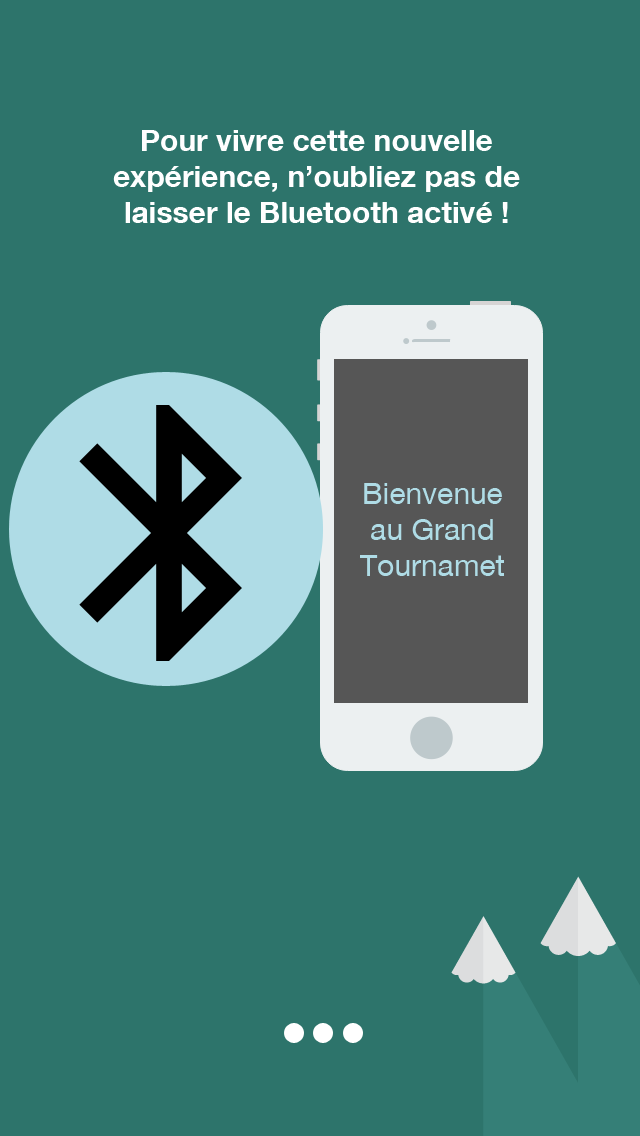 Pour vivre cette nouvelle
expérience, n’oubliez pas de
laisser le Bluetooth activé !
Bienvenue
au Grand
Tournamet